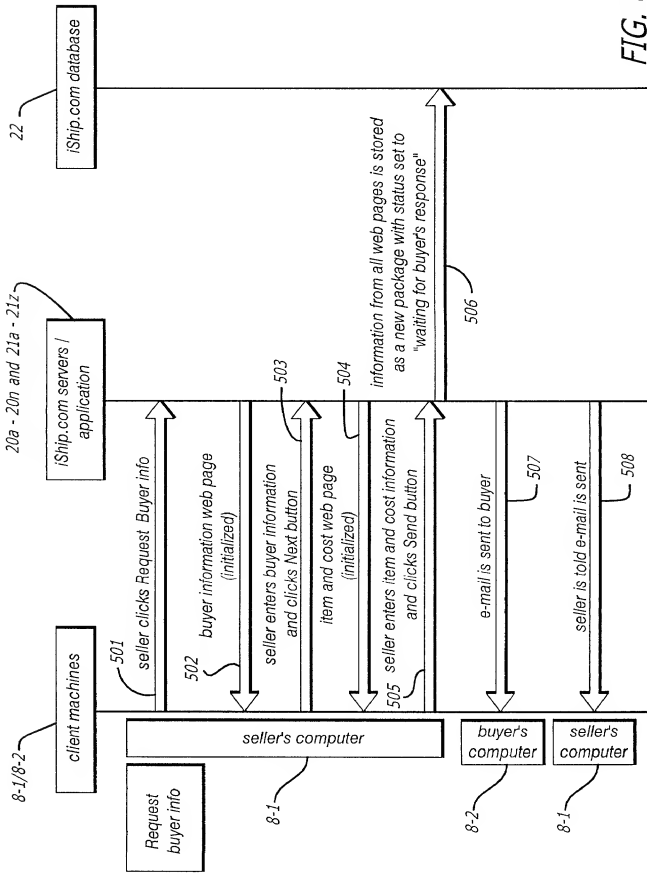 8-1/8-2
client machines
20a - 20n and 21a - 21z
iShip.com servers /
application
22
iShip.com database
Request
buyer info
seller's computer
8-1
501
seller clicks Request Buyer info
502
buyer information web page
(initialized)
seller enters buyer information
and clicks Next button
503
item and cost web page
(initialized)
504
505
seller enters item and cost information
and clicks Send button
information from all web pages is stored
as a new package with status set to
"waiting for buyer's response"
506
buyer's
computer
8-2
e-mail is sent to buyer
507
seller's
computer
8-1
seller is told e-mail is sent
508
FIG.